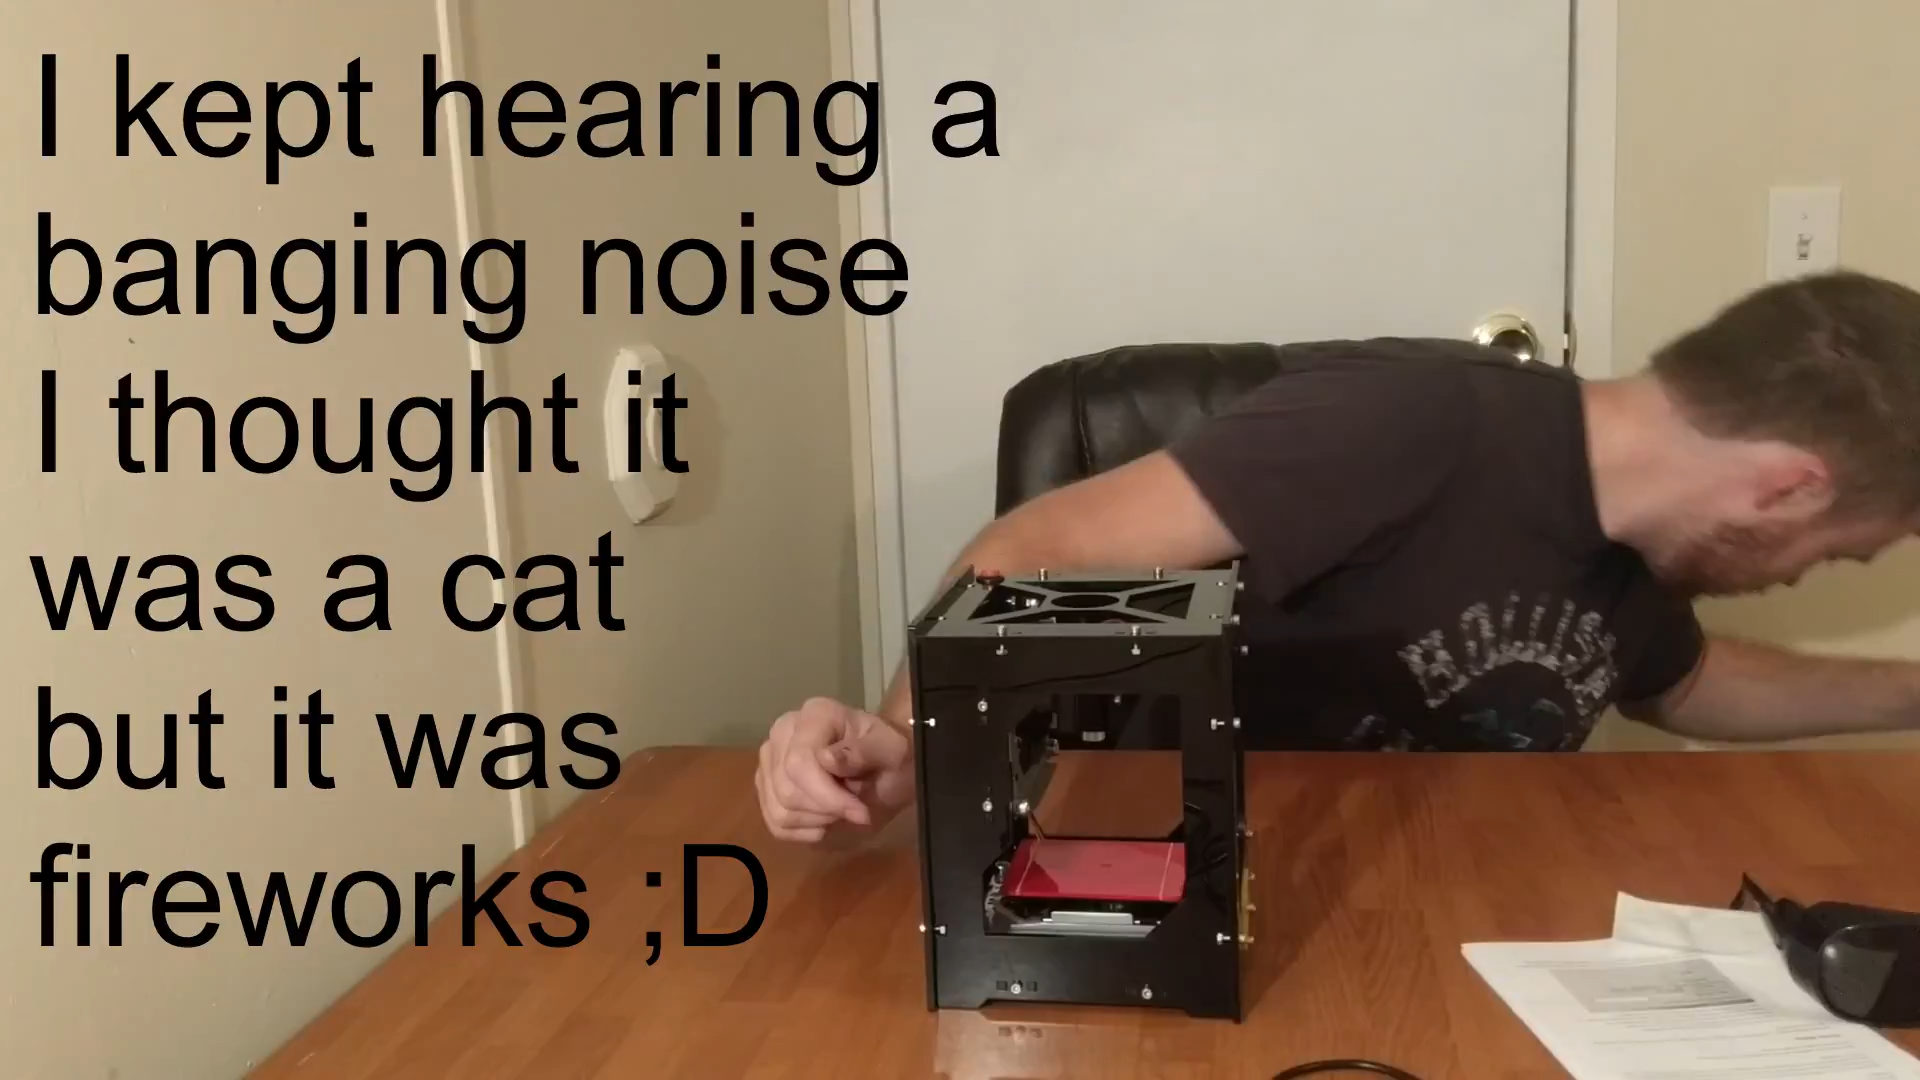 I kept hearing a
banging noise
I thought it
was a cat
but it was
fireworks ;D